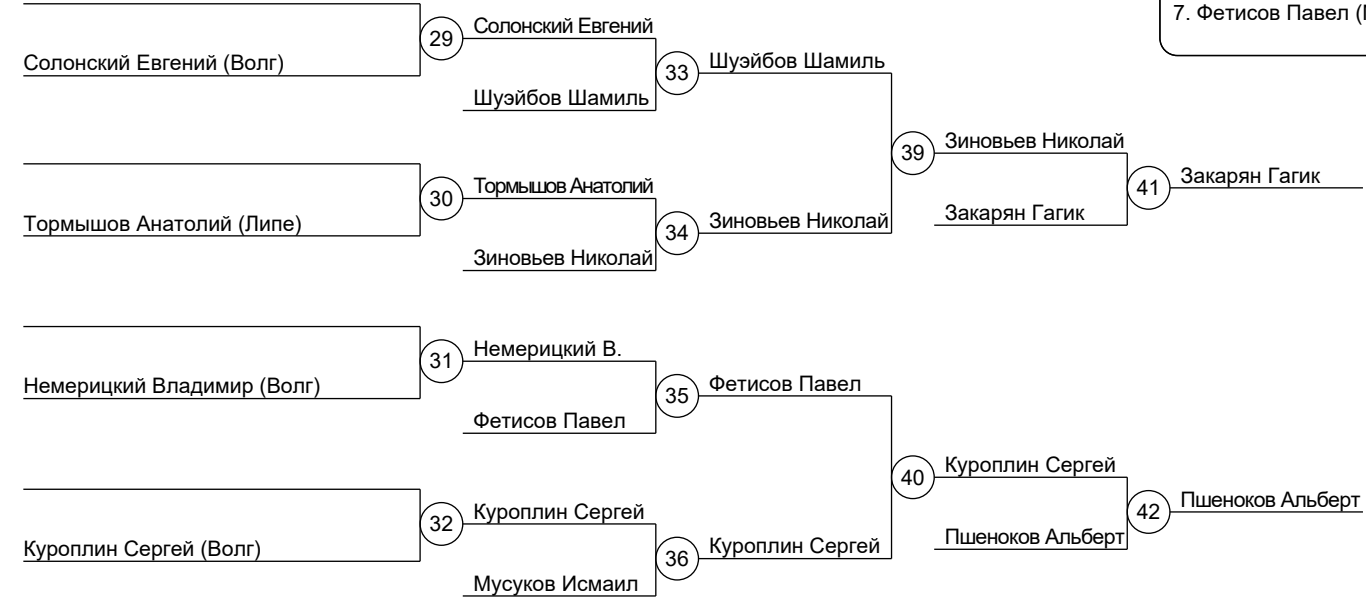 7. Фетисов Павел (
29
Солонский Евгений
Солонский Евгений (Волг)
33
Шуэйбов Шамиль
Шуэйбов Шамиль
39
Зиновьев Николай
30
Тормышов Анатолий
Тормышов Анатолий (Липе)
34
Зиновьев Николай
Зиновьев Николай
Закарян Гагик
41
Закарян Гагик
31
Немерицкий В.
Немерицкий Владимир (Волг)
35
Фетисов Павел
Фетисов Павел
40
Куроплин Сергей
32
Куроплин Сергей
Куроплин Сергей (Волг)
36
Куроплин Сергей
Мусуков Исмаил
Пшеноков Альберт
42
Пшеноков Альберт